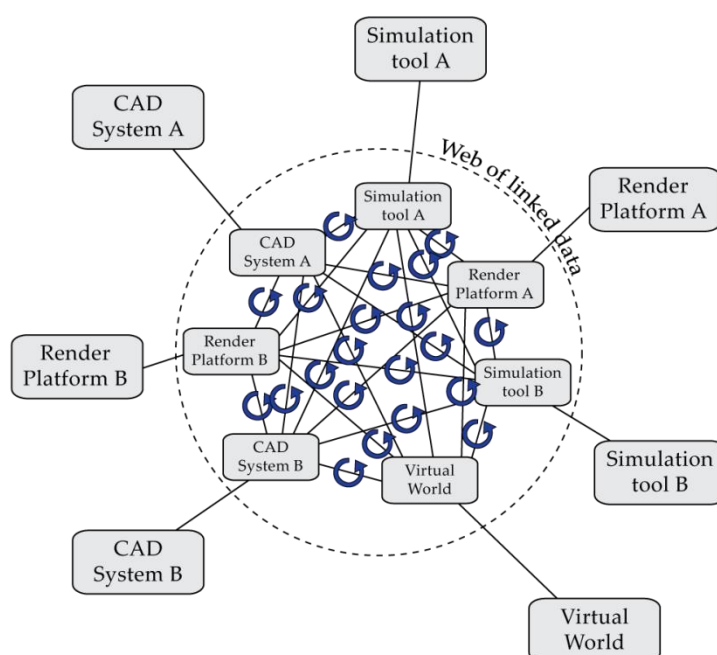 Simulation
tool A
CAD
System A
Web of linked data
Render
Platform A
Simulation
tool A
CAD
System A
Render
Platform A
Render
Platform B
Render
Platform B
Simulation
tool B
CAD
System B
Virtual
World
Simulation
tool B
CAD
System B
Virtual
World